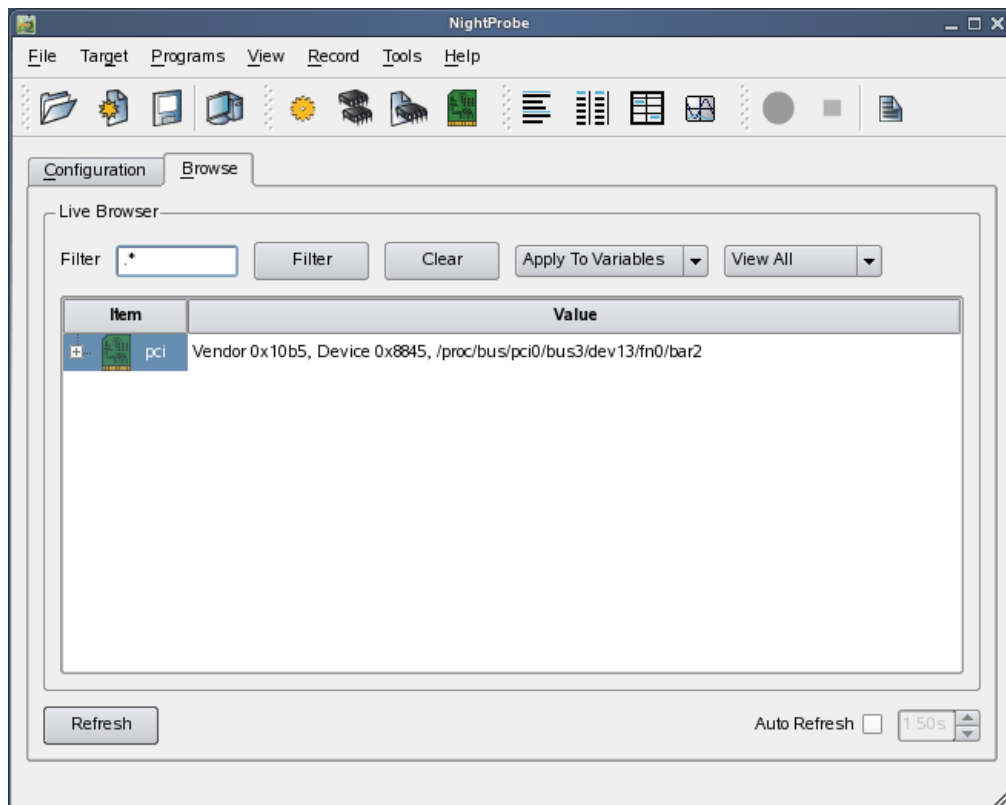 NightProbe
File Target Programs View Record Tools Help
Configuration Browse
Live Browser
Filter .* Filter Clear Apply To Variables View All
Item Value
pci Vendor 0x10b5, Device 0x8845, /proc/bus/pci0/bus3/dev13/fn0/bar2
Refresh Auto Refresh 1.50s